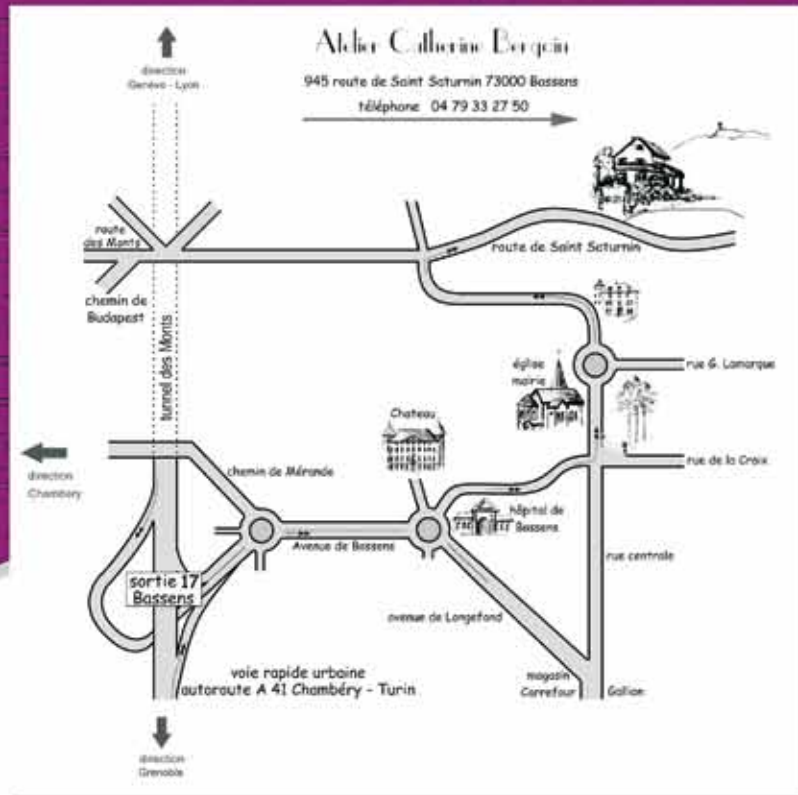 Atelier Catherine Bergoin
945 route de Saint Saturnin 73000 Bassens
téléphone 04 79 33 27 50
direction
Genève - Lyon
route
des Monts
route de Saint Saturnin
chemin de
Budapest
tunnel des Monts
église
mairie
rue G. Lamarque
Chateau
direction
Chambéry
chemin de Mérande
rue de la Croix
hôpital de
Bassens
Avenue de Bassens
rue centrale
sortie 17
Bassens
avenue de Longefond
voie rapide urbaine
autoroute A 41 Chambéry - Turin
magasin
Carrefour
direction
Grenoble